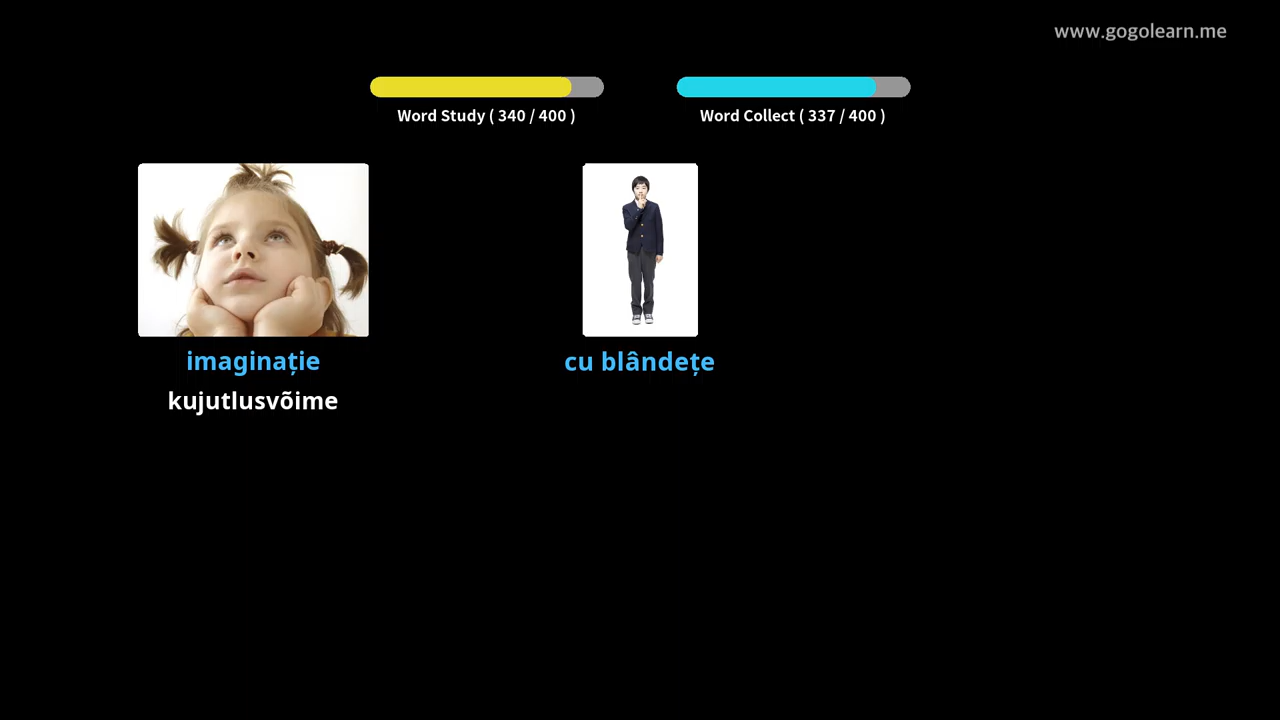 www.gogolearn.me
Word Study ( 340 / 400 )
Word Collect ( 337 / 400 )
imaginație
kujutlusvõime
cu blândețe